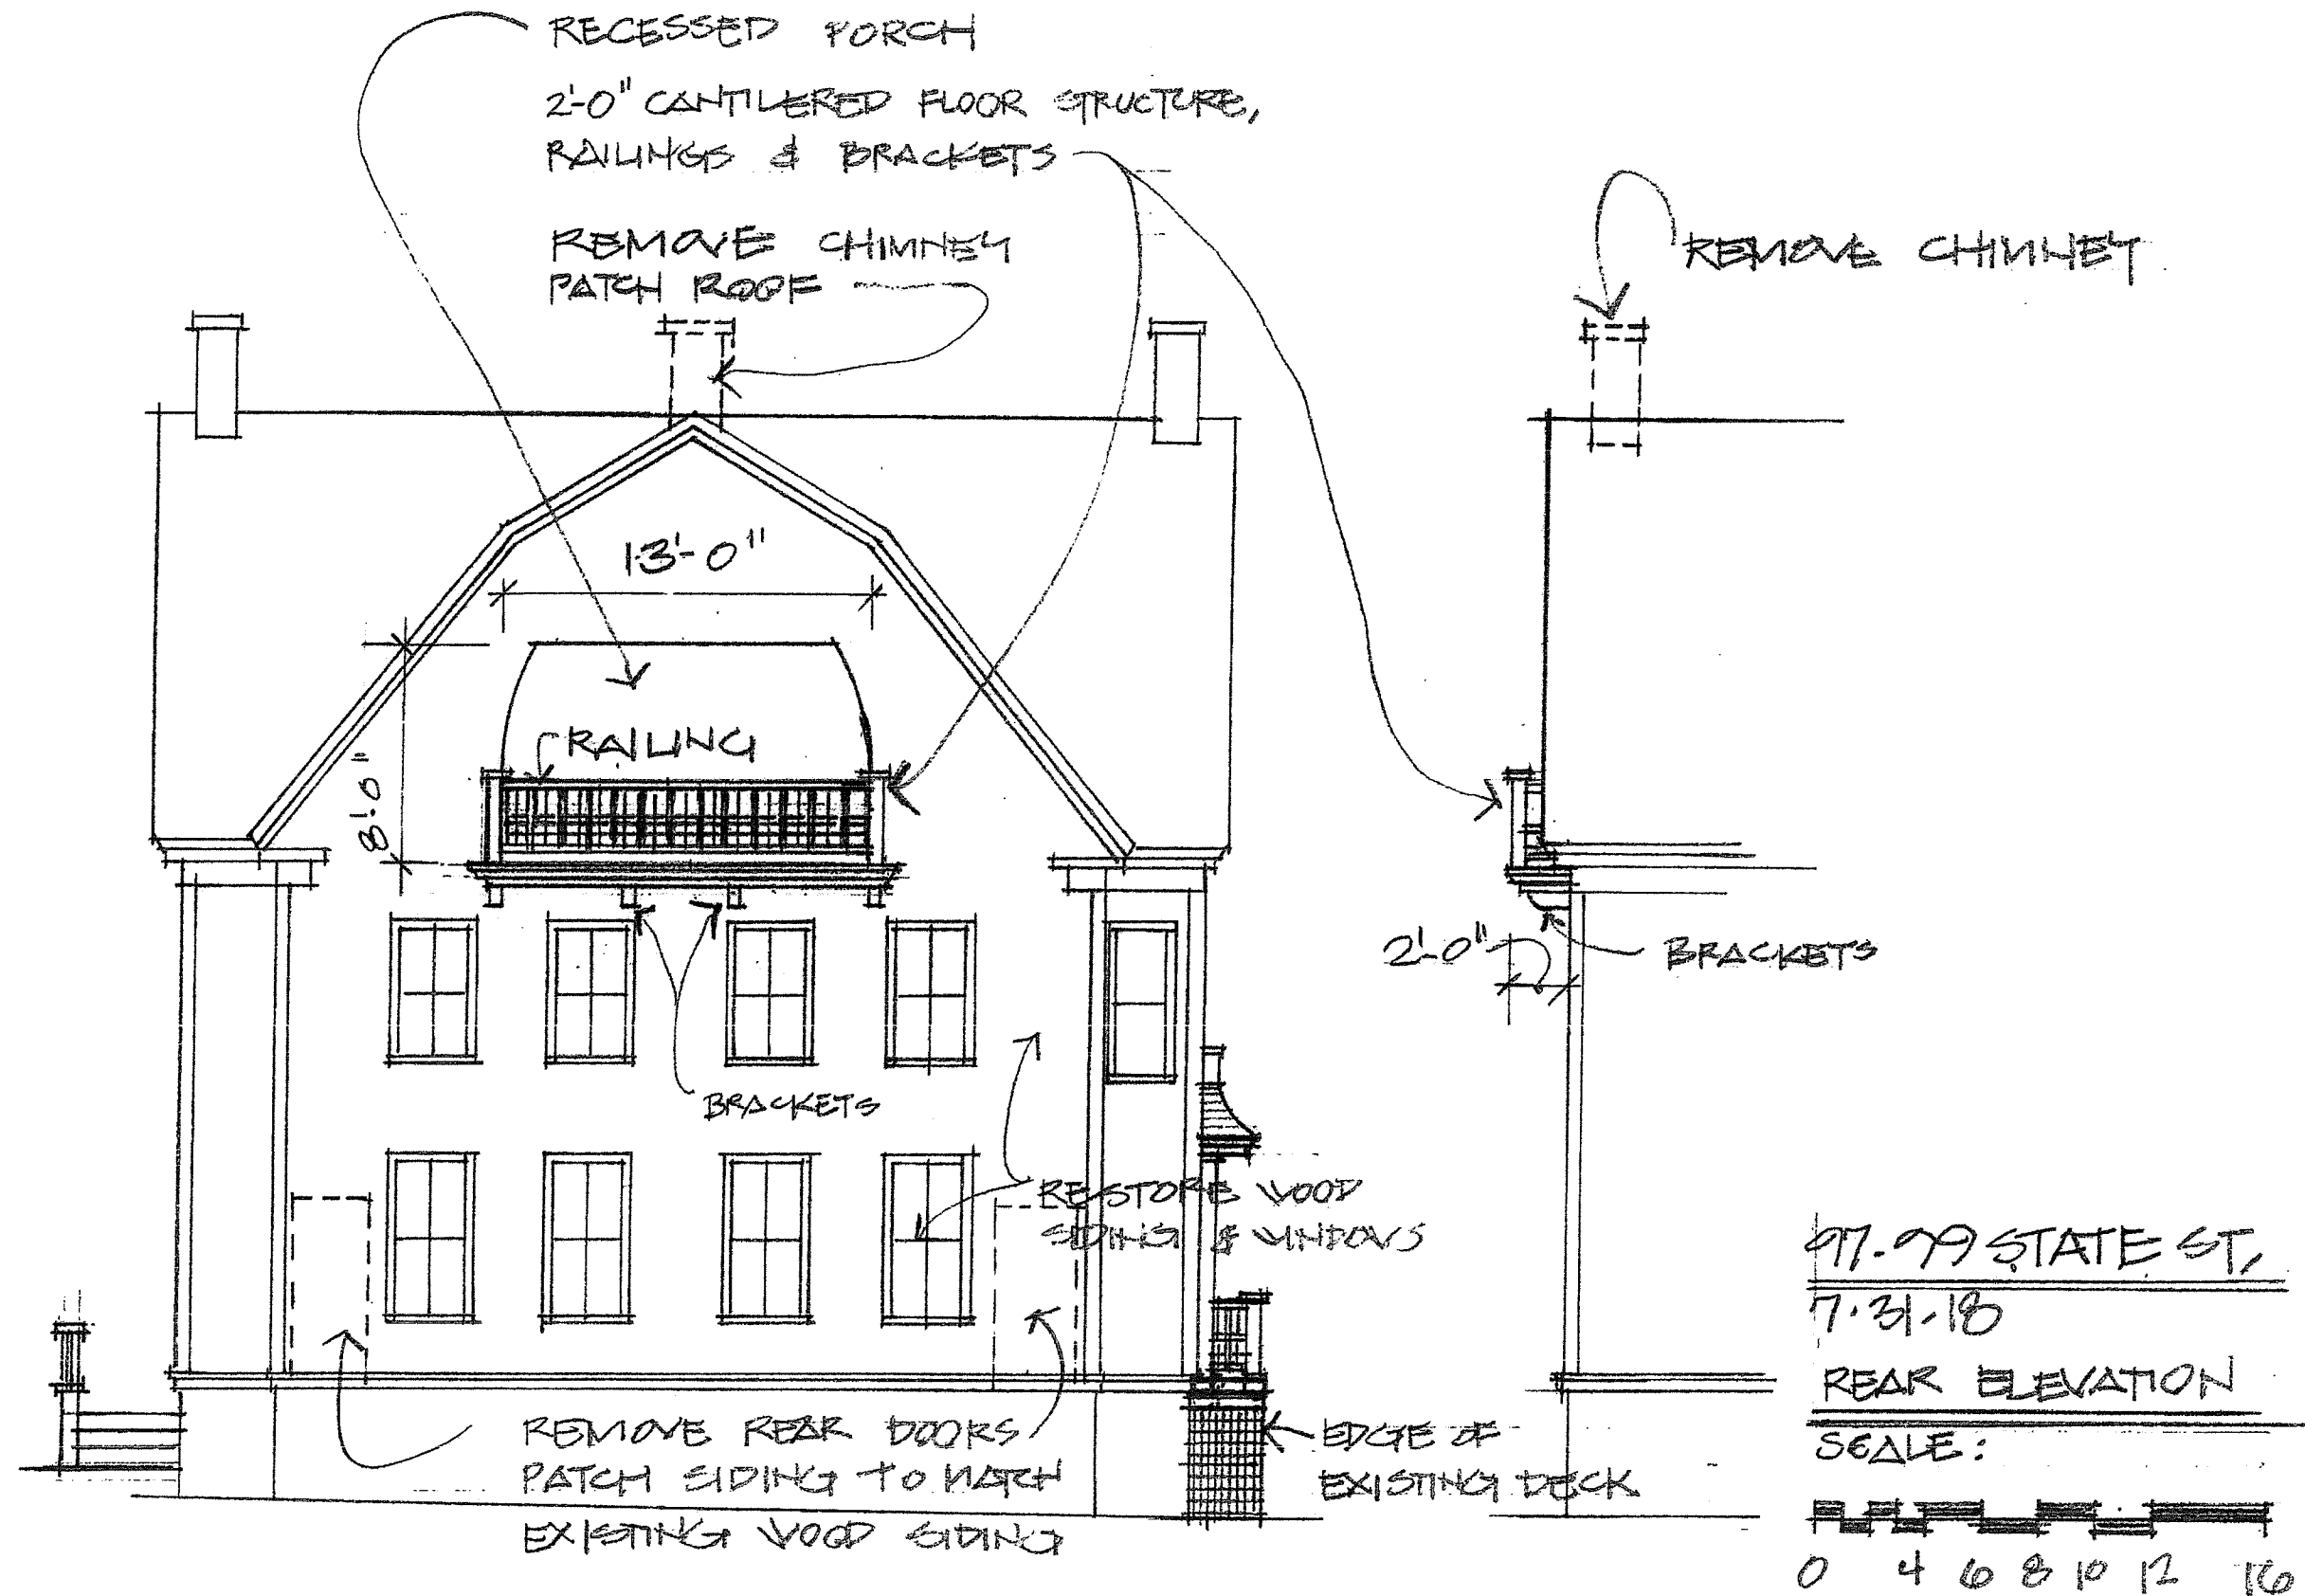 RECESSED PORCH
2'-0" CANTILERED FLOOR STRUCTURE,
RAILINGS & BRACKETS
REMOVE CHIMNEY
PATCH ROOF
REMOVE CHIMNEY
13'-0"
RAILING
8'-0"
2'-0"
BRACKETS
BRACKETS
RESTORE WOOD
SIDING & WINDOWS
REMOVE REAR DOORS
PATCH SIDING TO MATCH
EXISTING WOOD SIDING
EDGE OF
EXISTING DECK
97-99 STATE ST,
7.31.18
REAR ELEVATION
SCALE:
0 4 6 8 10 12 16